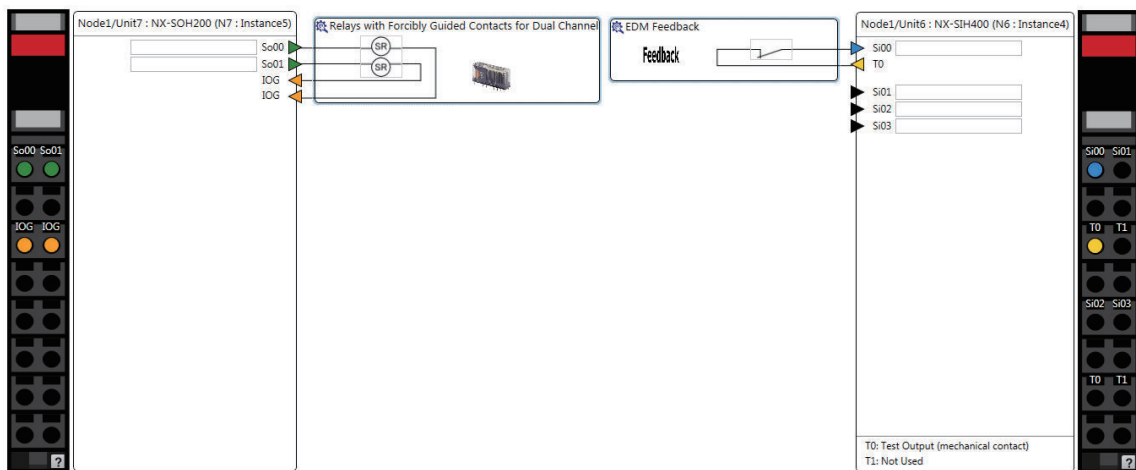 Node1/Unit7 : NX-SOH200 (N7 : Instance5)
So00
So01
IOG
IOG
Relays with Forcibly Guided Contacts for Dual Channel
SR
SR
EDM Feedback
Feedback
Node1/Unit6 : NX-SIH400 (N6 : Instance4)
Si00
T0
Si01
Si02
Si03
T0: Test Output (mechanical contact)
T1: Not Used
So00 So01
IOG IOG
?
Si00 Si01
T0 T1
Si02 Si03
T0 T1
?